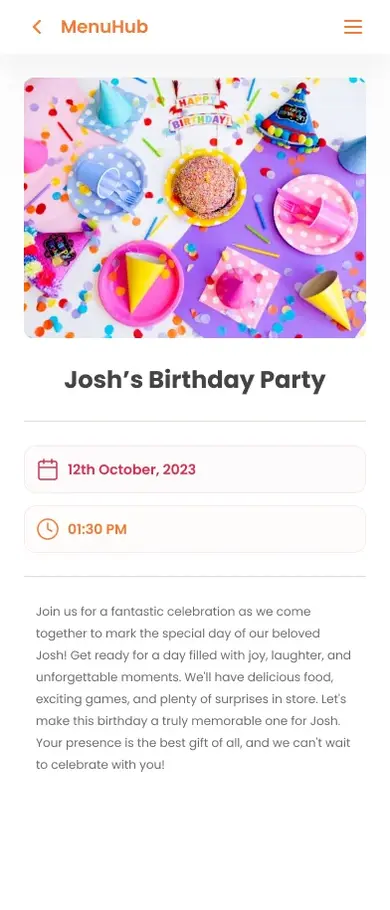 MenuHub
HAPPY
BIRTHDAY!
Josh’s Birthday Party
12th October, 2023
01:30 PM
Join us for a fantastic celebration as we come
together to mark the special day of our beloved
Josh! Get ready for a day filled with joy, laughter, and
unforgettable moments. We'll have delicious food,
exciting games, and plenty of surprises in store. Let's
make this birthday a truly memorable one for Josh.
Your presence is the best gift of all, and we can't wait
to celebrate with you!